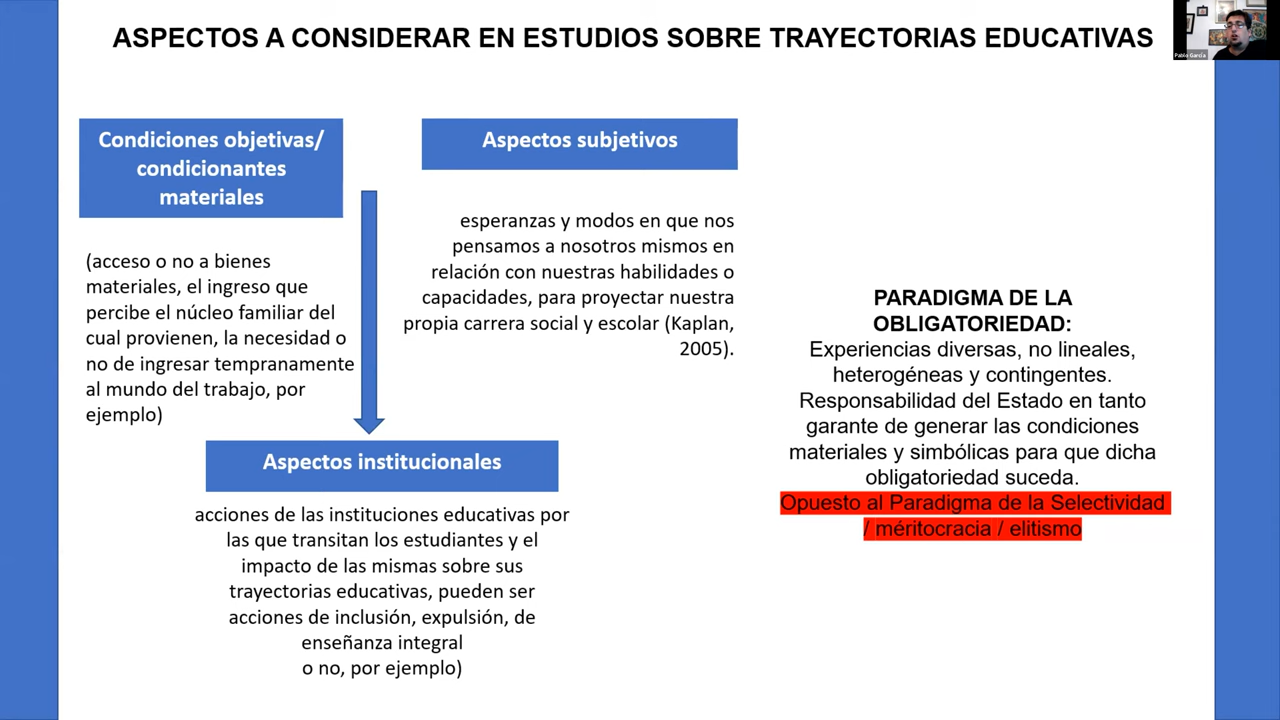 ASPECTOS A CONSIDERAR EN ESTUDIOS SOBRE TRAYECTORIAS EDUCATIVAS
Pablo García
Condiciones objetivas/
condicionantes
materiales
(acceso o no a bienes
materiales, el ingreso que
percibe el núcleo familiar del
cual provienen, la necesidad o
no de ingresar tempranamente
al mundo del trabajo, por
ejemplo)
Aspectos subjetivos
esperanzas y modos en que nos
pensamos a nosotros mismos en
relación con nuestras habilidades o
capacidades, para proyectar nuestra
propia carrera social y escolar (Kaplan,
2005).
Aspectos institucionales
acciones de las instituciones educativas por
las que transitan los estudiantes y el
impacto de las mismas sobre sus
trayectorias educativas, pueden ser
acciones de inclusión, expulsión, de
enseñanza integral
o no, por ejemplo)
PARADIGMA DE LA
OBLIGATORIEDAD:
Experiencias diversas, no lineales,
heterogéneas y contingentes.
Responsabilidad del Estado en tanto
garante de generar las condiciones
materiales y simbólicas para que dicha
obligatoriedad suceda.
Opuesto al Paradigma de la Selectividad
/ méritocracia / elitismo